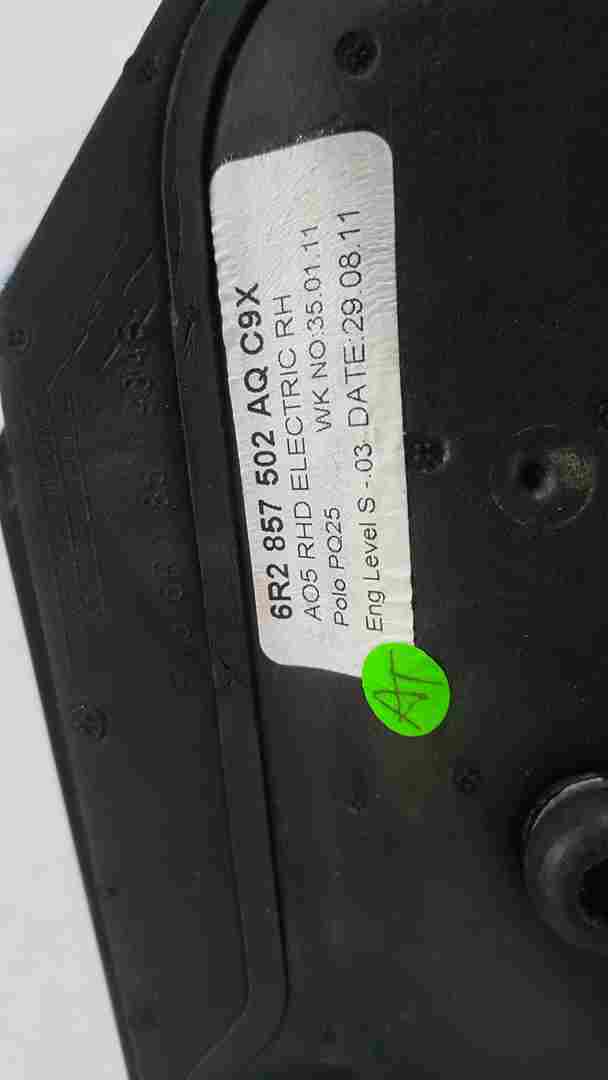 6R2 857 502 AQ C9X
AO5 RHD ELECTRIC RH
Polo PQ25 WK NO:35.01.11
Eng Level S -.03 DATE:29.08.11
AT